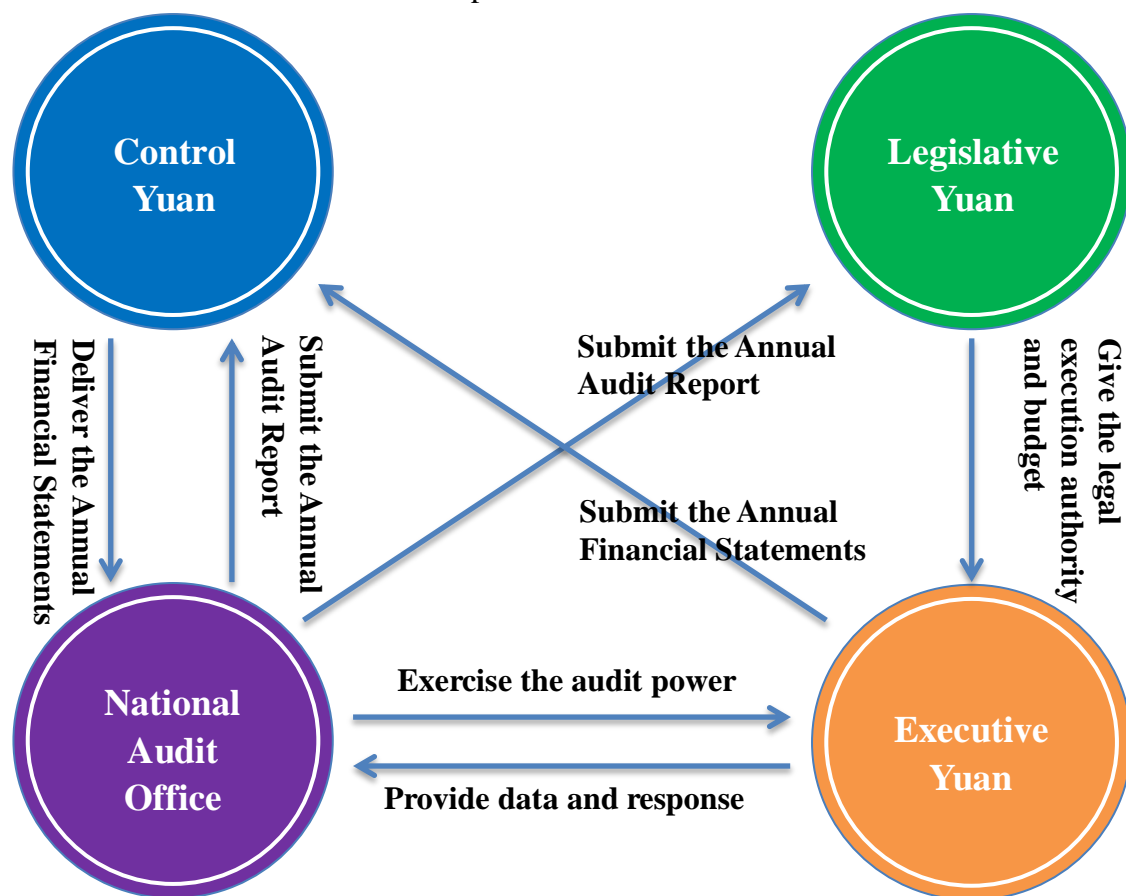 Control
Yuan
Legislative
Yuan
Deliver the Annual
Financial Statements
Submit the Annual
Audit Report
Submit the Annual
Audit Report
Give the legal
execution authority
and budget
Submit the Annual
Financial Statements
Exercise the audit power
Provide data and response
National
Audit
Office
Executive
Yuan